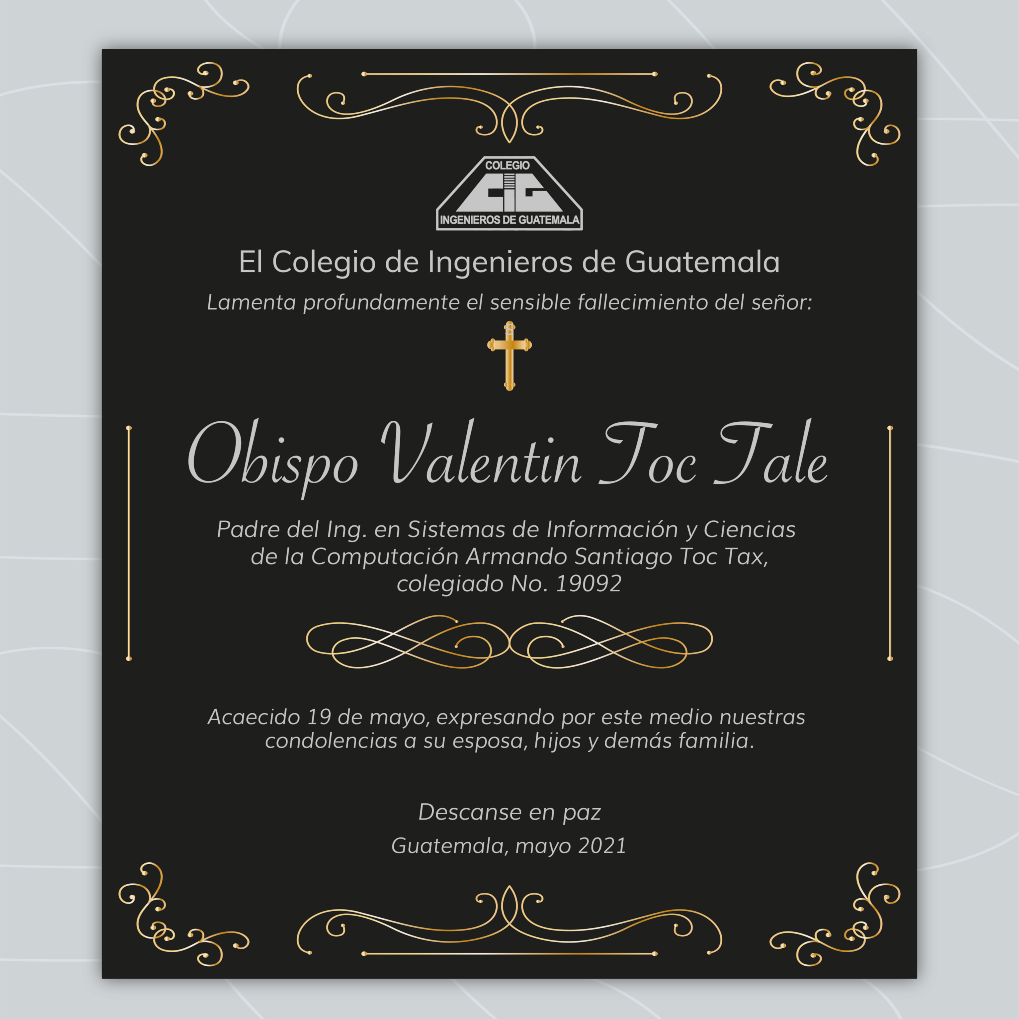 COLEGIO
CIG
INGENIEROS DE GUATEMALA
El Colegio de Ingenieros de Guatemala
Lamenta profundamente el sensible fallecimiento del señor:
Obispo Valentin Toc Tale
Padre del Ing. en Sistemas de Información y Ciencias
de la Computación Armando Santiago Toc Tax,
colegiado No. 19092
Acaecido 19 de mayo, expresando por este medio nuestras
condolencias a su esposa, hijos y demás familia.
Descanse en paz
Guatemala, mayo 2021